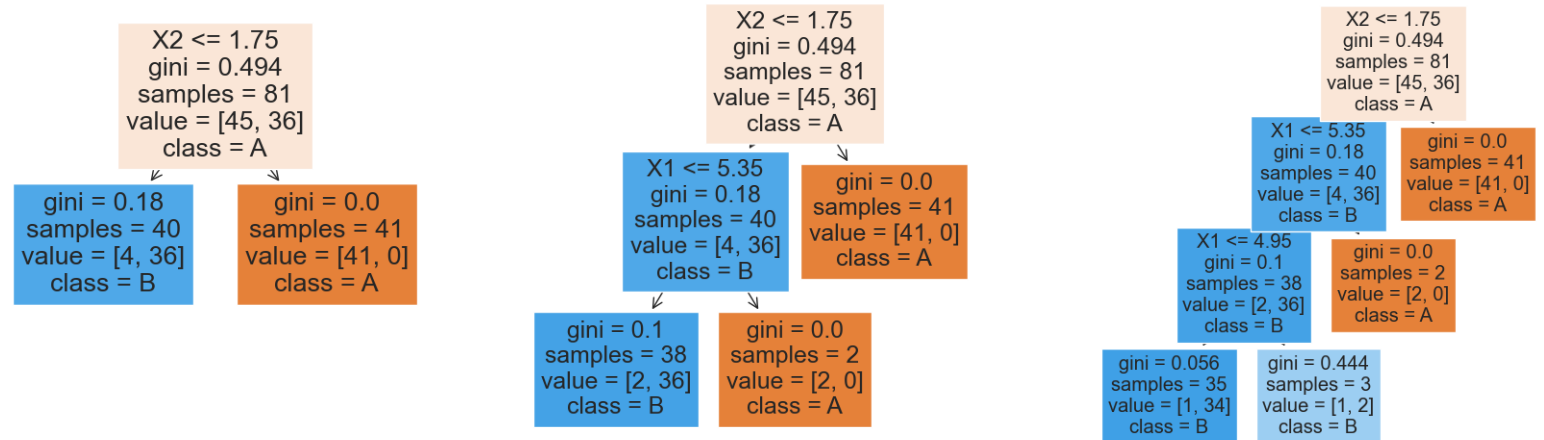 X2 <= 1.75
gini = 0.494
samples = 81
value = [45, 36]
class = A
gini = 0.18
samples = 40
value = [4, 36]
class = B
gini = 0.0
samples = 41
value = [41, 0]
class = A
X2 <= 1.75
gini = 0.494
samples = 81
value = [45, 36]
class = A
X1 <= 5.35
gini = 0.18
samples = 40
value = [4, 36]
class = B
gini = 0.0
samples = 41
value = [41, 0]
class = A
gini = 0.1
samples = 38
value = [2, 36]
class = B
gini = 0.0
samples = 2
value = [2, 0]
class = A
X2 <= 1.75
gini = 0.494
samples = 81
value = [45, 36]
class = A
X1 <= 5.35
gini = 0.18
samples = 40
value = [4, 36]
class = B
gini = 0.0
samples = 41
value = [41, 0]
class = A
X1 <= 4.95
gini = 0.1
samples = 38
value = [2, 36]
class = B
gini = 0.0
samples = 2
value = [2, 0]
class = A
gini = 0.056
samples = 35
value = [1, 34]
class = B
gini = 0.444
samples = 3
value = [1, 2]
class = B